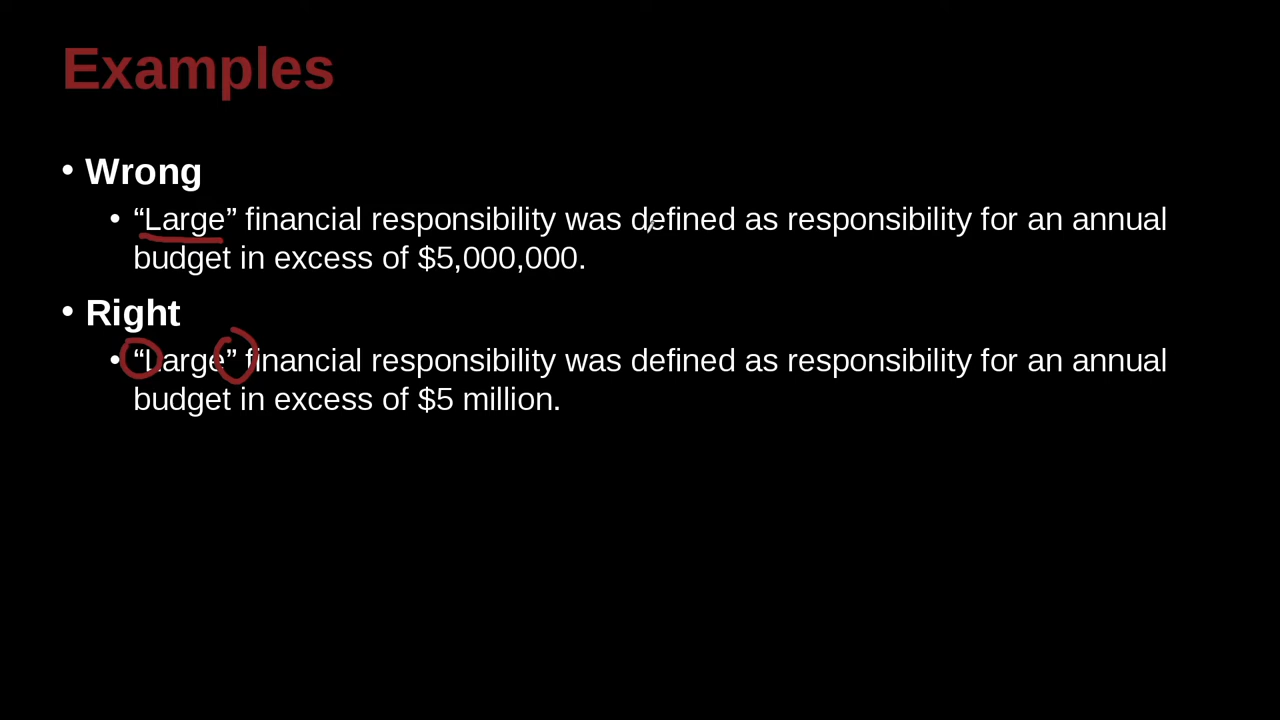 Examples
• Wrong
• “Large” financial responsibility was defined as responsibility for an annual
budget in excess of $5,000,000.
• Right
• “Large” financial responsibility was defined as responsibility for an annual
budget in excess of $5 million.